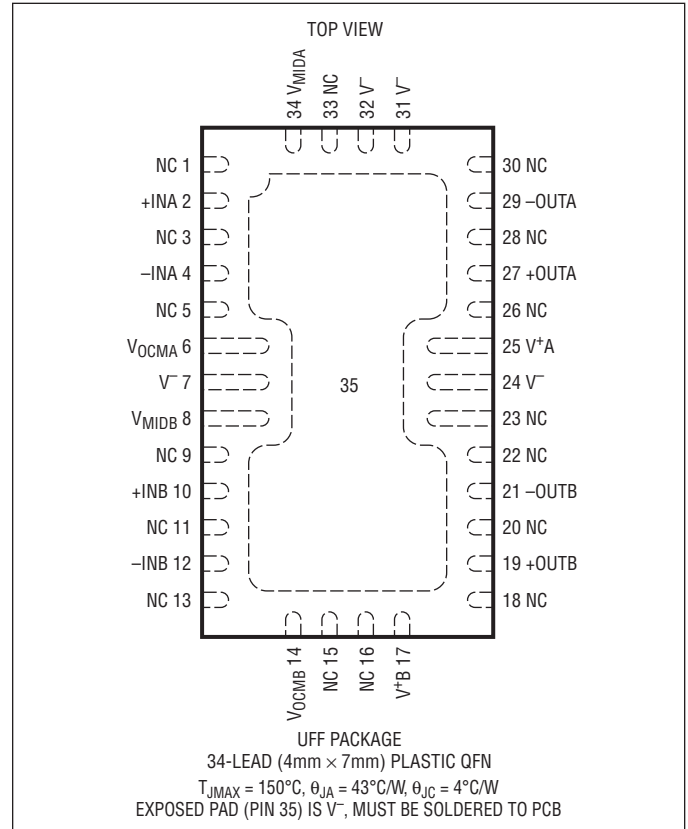 TOP VIEW
34 VMIDA
33 NC
32 V–
31 V–
NC 1
+INA 2
NC 3
–INA 4
NC 5
VOCMA 6
V– 7
VMIDB 8
NC 9
+INB 10
NC 11
–INB 12
NC 13
35
30 NC
29 –OUTA
28 NC
27 +OUTA
26 NC
25 V+A
24 V–
23 NC
22 NC
21 –OUTB
20 NC
19 +OUTB
18 NC
VOCMB 14
NC 15
NC 16
V+B 17
UFF PACKAGE
34-LEAD (4mm × 7mm) PLASTIC QFN
TJMAX = 150°C, θJA = 43°C/W, θJC = 4°C/W
EXPOSED PAD (PIN 35) IS V–, MUST BE SOLDERED TO PCB